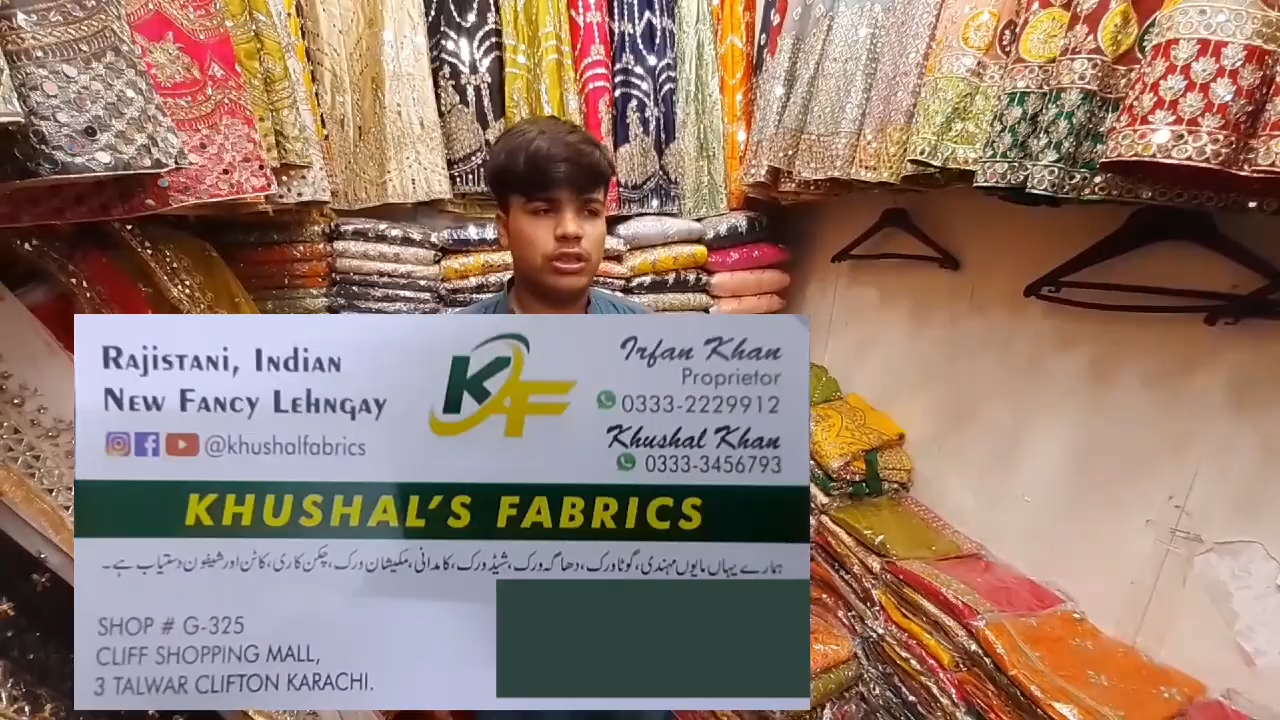 Rajistani, Indian
New Fancy Lehngay
@khushalfabrics
KAF
Irfan Khan
Proprietor
0333-2229912
Khushal Khan
0333-3456793
KHUSHAL'S FABRICS
ہمارے یہاں مایوں مہندی، گوٹا ورک، دھاگہ ورک، شیڈ ورک، کامدانی، مکیشان ورک، چکن کاری، کاٹن اور شیفون دستیاب ہے۔
SHOP # G-325
CLIFF SHOPPING MALL,
3 TALWAR CLIFTON KARACHI.